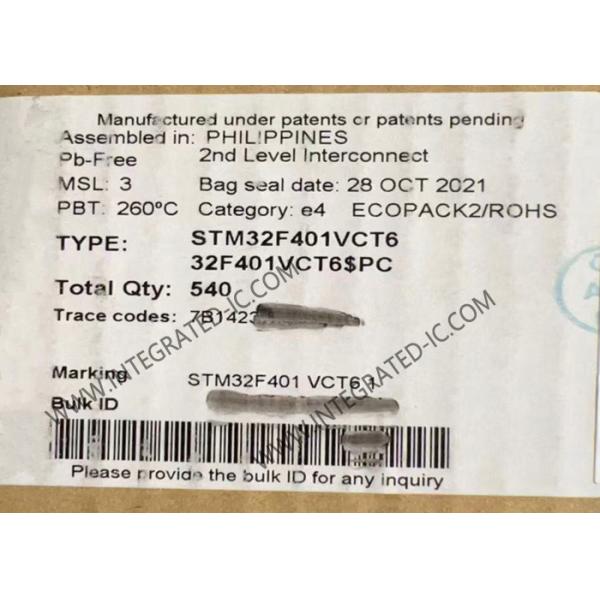 Manufactured under patents or patents pending
Assembled in: PHILIPPINES
Pb-Free 2nd Level Interconnect
MSL: 3 Bag seal date: 28 OCT 2021
PBT: 260ºC Category: e4 ECOPACK2/ROHS
TYPE: STM32F401VCT6
32F401VCT6$PC
Total Qty: 540
Trace codes: 7B1423
Marking STM32F401 VCT6 1
Bulk ID
Please provide the bulk ID for any inquiry
WWW.INTEGRATED-IC.COM
WWW.INTEGRATED-IC.COM
WWW.INTEGRATED-IC.COM